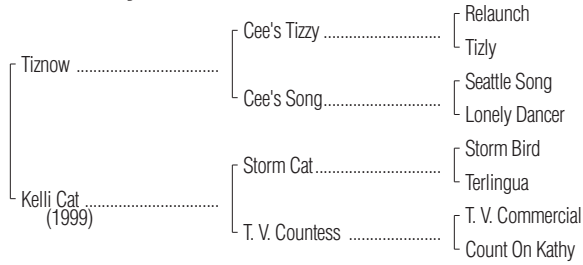 Relaunch
Cee's Tizzy
Tizly
Tiznow
Seattle Song
Cee's Song
Lonely Dancer
Storm Bird
Storm Cat
Terlingua
Kelli Cat
(1999)
T. V. Commercial
T. V. Countess
Count On Kathy